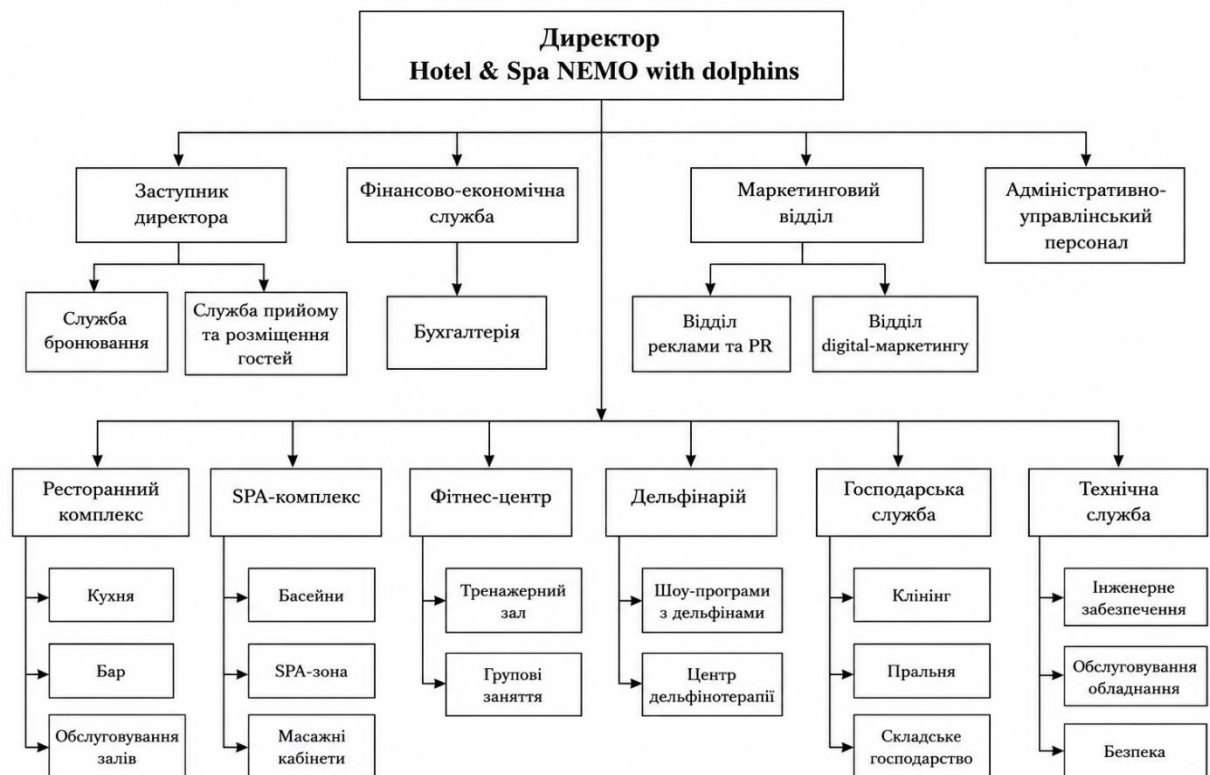 Директор
Hotel & Spa NEMO with dolphins
Заступник
директора
Фінансово-економічна
служба
Маркетинговий
відділ
Адміністративно-
управлінський
персонал
Служба
бронювання
Служба прийому
та розміщення
гостей
Бухгалтерія
Відділ
реклами та PR
Відділ
digital-маркетингу
Ресторанний
комплекс
SPA-комплекс
Фітнес-центр
Дельфінарій
Господарська
служба
Технічна
служба
Кухня
Басейни
Тренажерний
зал
Шоу-програми
з дельфінами
Клінінг
Інженерне
забезпечення
Бар
SPA-зона
Групові
заняття
Центр
дельфінотерапії
Пральня
Обслуговування
обладнання
Обслуговування
залів
Масажні
кабінети
Складське
господарство
Безпека